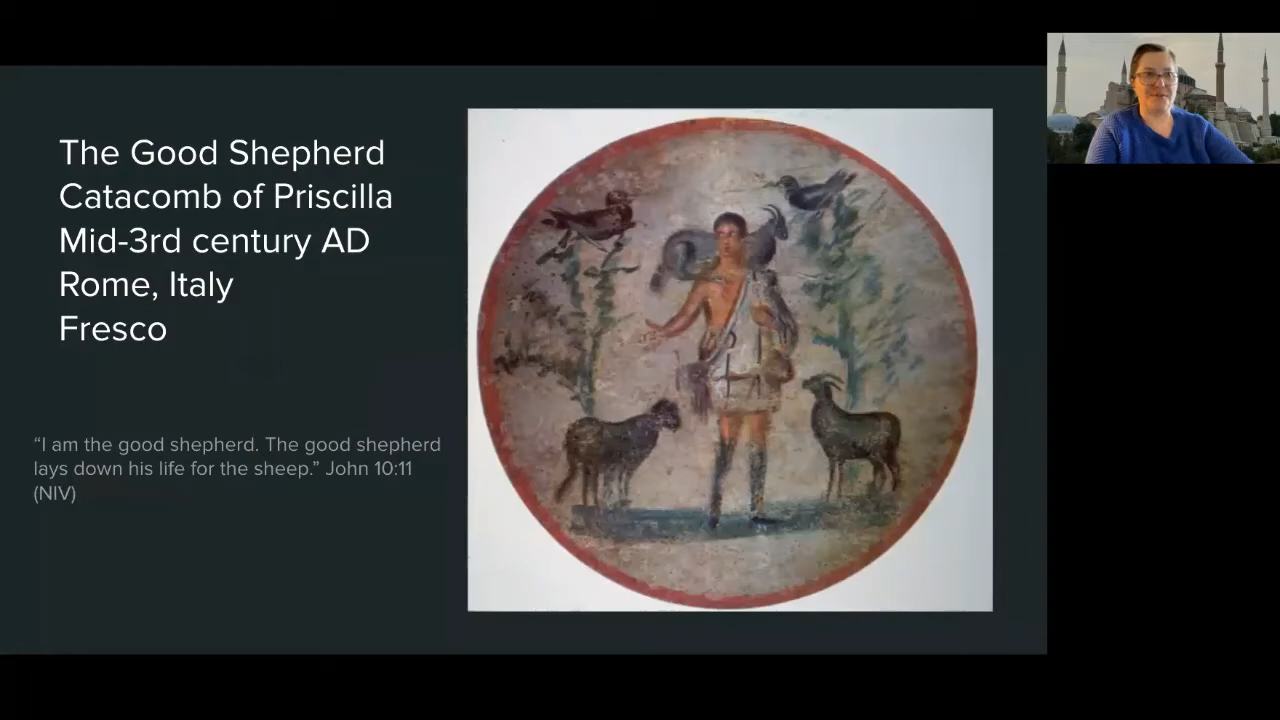 The Good Shepherd
Catacomb of Priscilla
Mid-3rd century AD
Rome, Italy
Fresco
“I am the good shepherd. The good shepherd
lays down his life for the sheep.” John 10:11
(NIV)